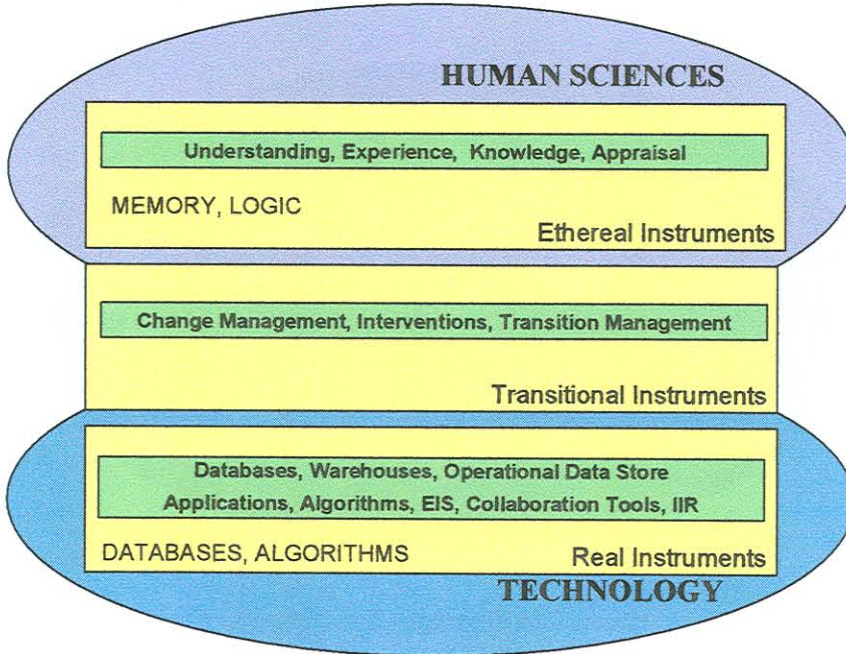 HUMAN SCIENCES
Understanding, Experience, Knowledge, Appraisal
MEMORY, LOGIC
Ethereal Instruments
Change Management, Interventions, Transition Management
Transitional Instruments
Databases, Warehouses, Operational Data Store
Applications, Algorithms, EIS, Collaboration Tools, IIR
DATABASES, ALGORITHMS
Real Instruments
TECHNOLOGY